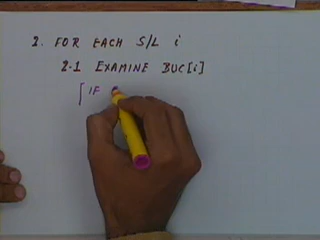 2. FOR EACH S/L i
2.1 EXAMINE BUC[i]
[IF